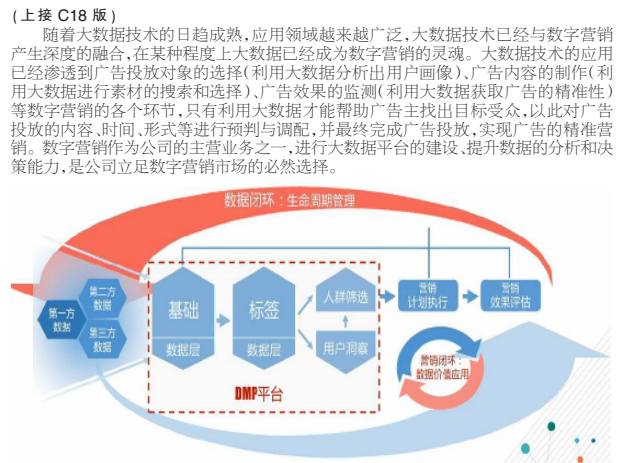 (上接 C18 版)
随着大数据技术的日趋成熟,应用领域越来越广泛,大数据技术已经与数字营销
产生深度的融合,在某种程度上大数据已经成为数字营销的灵魂。大数据技术的应用
已经渗透到广告投放对象的选择(利用大数据分析出用户画像)、广告内容的制作(利
用大数据进行素材的搜索和选择)、广告效果的监测(利用大数据获取广告的精准性)
等数字营销的各个环节,只有利用大数据才能帮助广告主找出目标受众,以此对广告
投放的内容、时间、形式等进行预判与调配,并最终完成广告投放,实现广告的精准营
销。数字营销作为公司的主营业务之一,进行大数据平台的建设、提升数据的分析和决
策能力,是公司立足数字营销市场的必然选择。
数据闭环:生命周期管理
第一方
数据
第二方
数据
第三方
数据
基础
数据层
标签
数据层
人群筛选
用户洞察
DMP平台
营销
计划执行
营销
效果评估
营销闭环:
数据价值应用